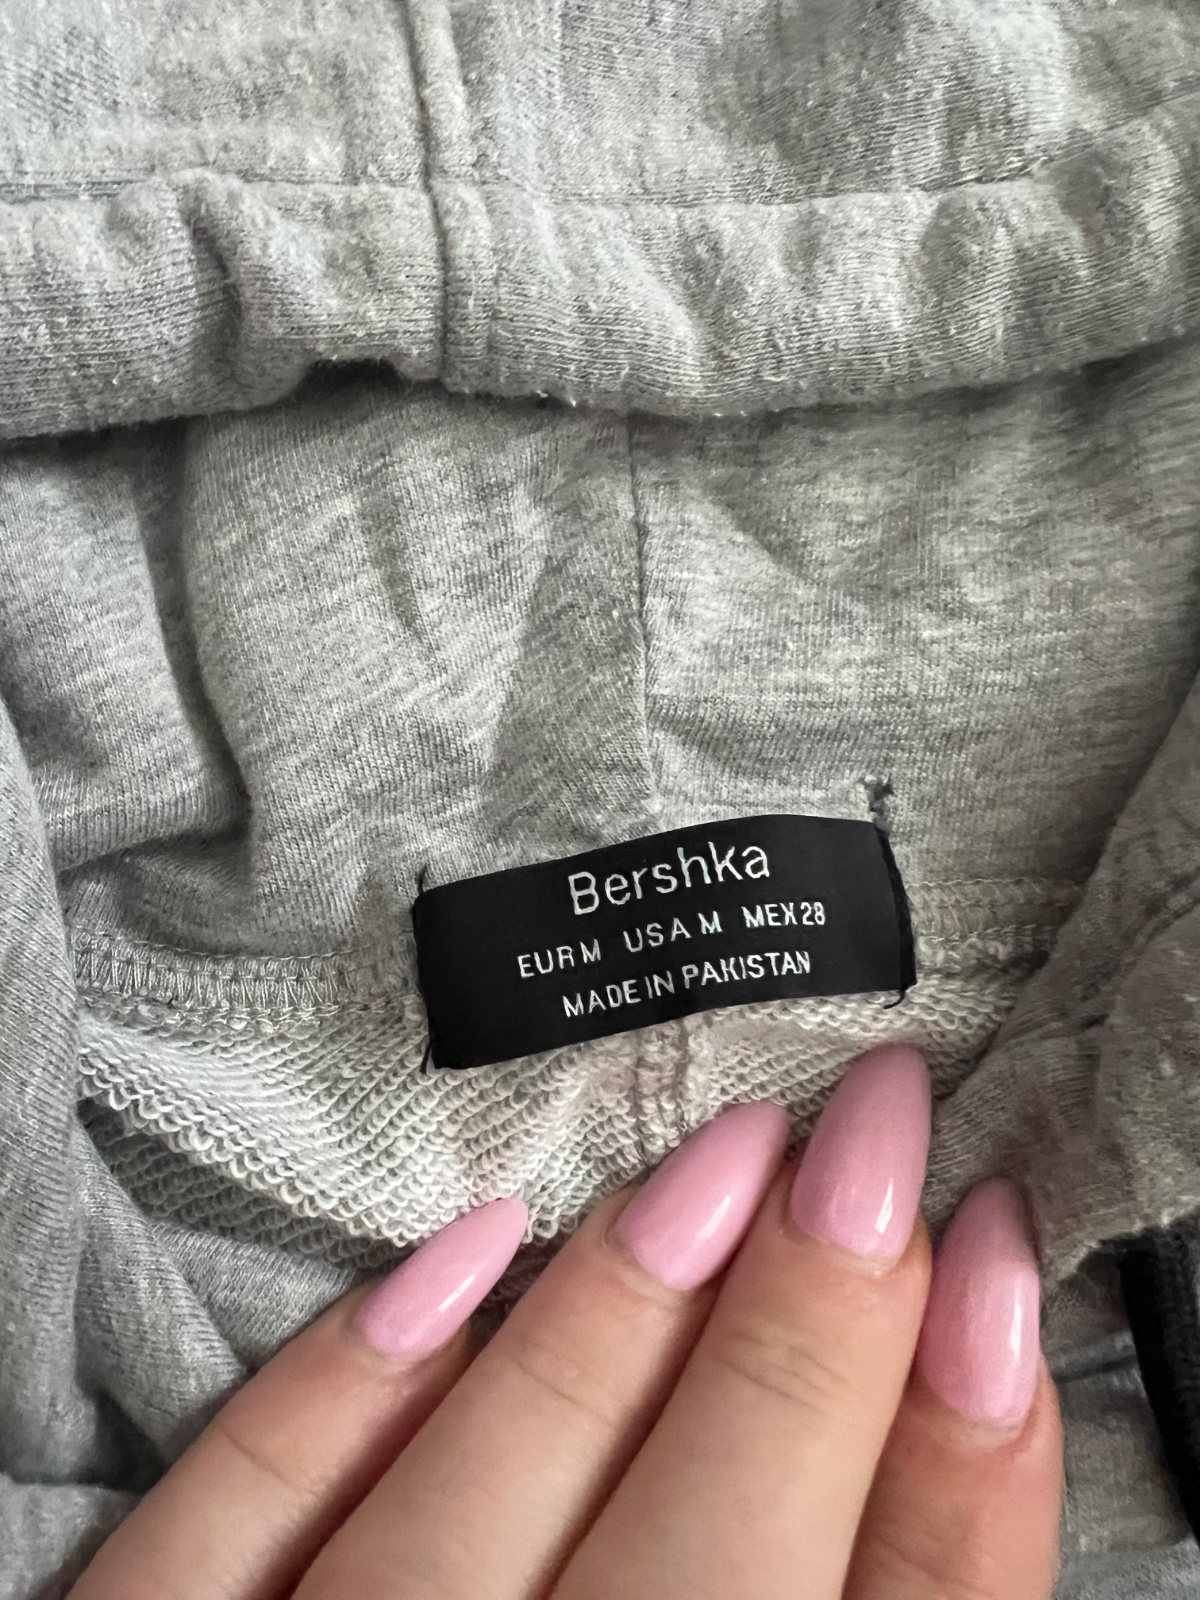 Bershka
EUR M USA M MEX 28
MADE IN PAKISTAN